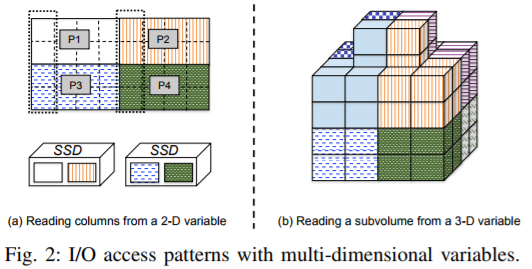 P1 P2
P3 P4
SSD SSD
(a) Reading columns from a 2-D variable
(b) Reading a subvolume from a 3-D variable
Fig. 2: I/O access patterns with multi-dimensional variables.